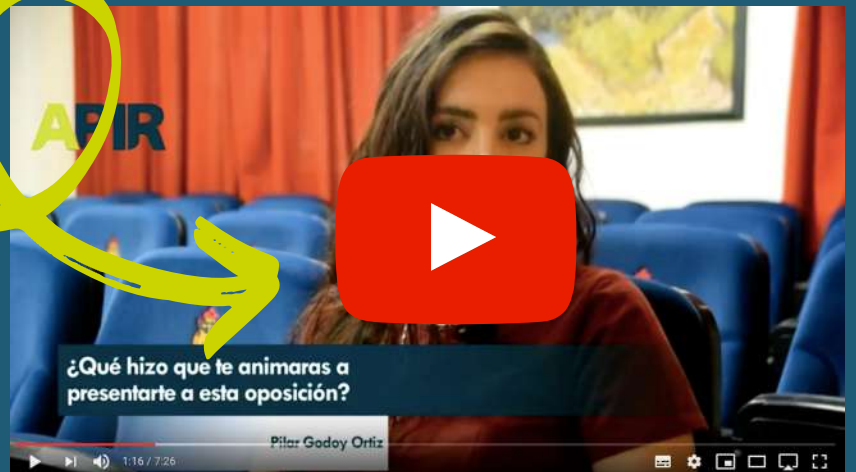 APIR
¿Qué hizo que te animaras a
presentarte a esta oposición?
Pilar Godoy Ortiz
1:16 / 7:26